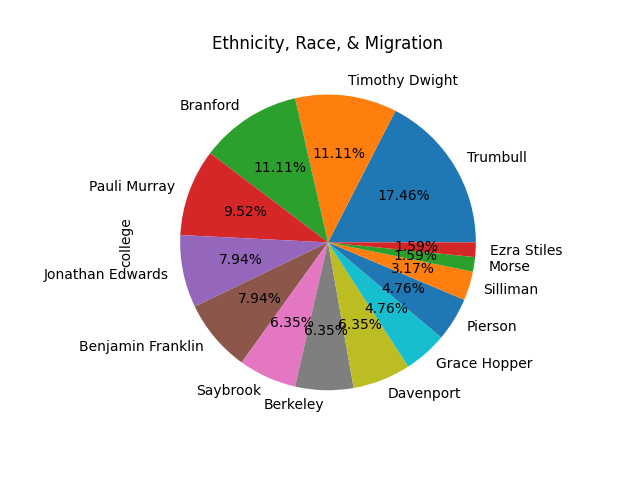 Ethnicity, Race, & Migration
Timothy Dwight
Branford
Trumbull
11.11%
11.11%
17.46%
Pauli Murray
9.52%
college
7.94%
1.59%
Ezra Stiles
1.59%
Morse
Jonathan Edwards
3.17%
Silliman
4.76%
7.94%
4.76%
Pierson
6.35%
6.35%
6.35%
Benjamin Franklin
Grace Hopper
Saybrook
Davenport
Berkeley